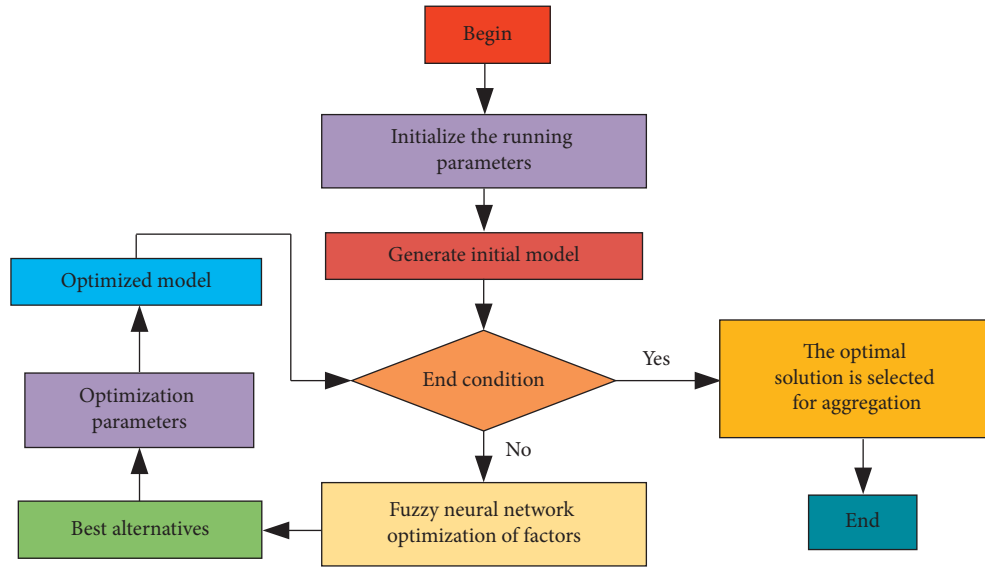 Begin
Initialize the running
parameters
Generate initial model
Optimized model
End condition
Yes
The optimal
solution is selected
for aggregation
Optimization
parameters
No
Fuzzy neural network
optimization of factors
Best alternatives
End